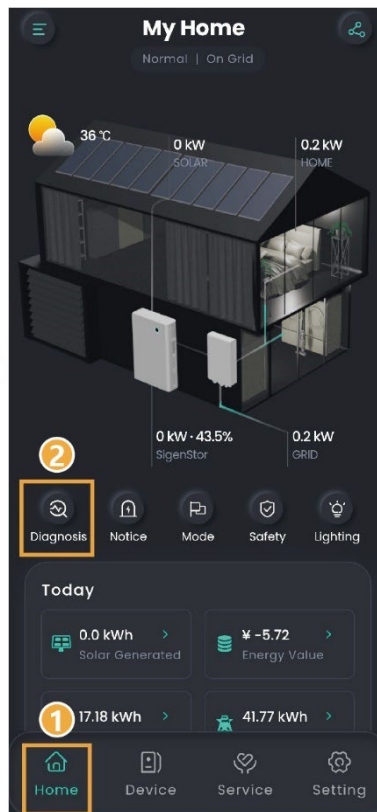 My Home
Normal | On Grid
36 ℃
0 kW
SOLAR
0.2 kW
HOME
0 kW · 43.5%
SigenStor
0.2 kW
GRID
2
Diagnosis
Notice
Mode
Safety
Lighting
Today
0.0 kWh >
Solar Generated
¥ -5.72 >
Energy Value
1
17.18 kWh >
41.77 kWh >
Home
Device
Service
Setting